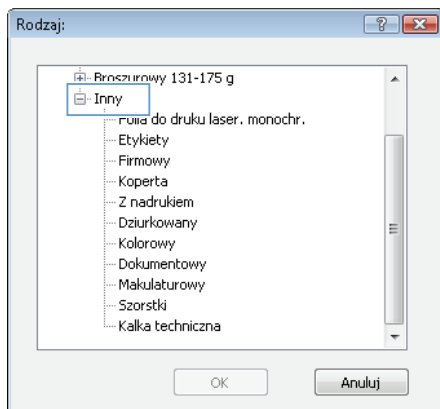 Rodzaj:
Broszurowy 131-175 g
Inny
Folia do druku laser. monochr.
Etykiety
Firmowy
Koperta
Z nadrukiem
Dziurkowany
Kolorowy
Dokumentowy
Makulaturowy
Szorstki
Kalka techniczna
OK Anuluj